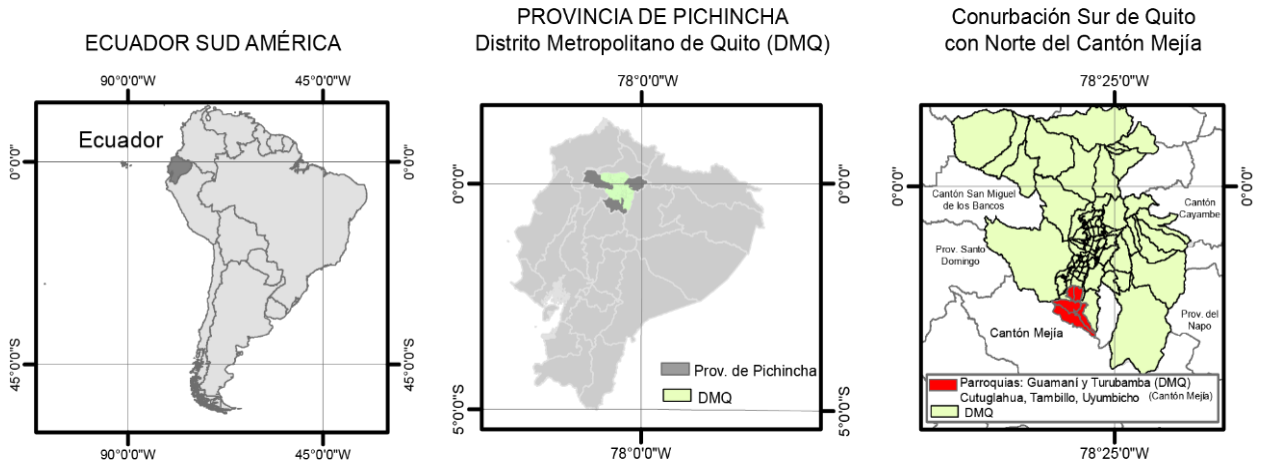 ECUADOR SUD AMÉRICA
90°0'0"W
45°0'0"W
Ecuador
0°0'0"
0°0'0"
45°0'0"S
45°0'0"S
90°0'0"W
45°0'0"W
PROVINCIA DE PICHINCHA
Distrito Metropolitano de Quito (DMQ)
78°0'0"W
0°0'0"
0°0'0"
Prov. de Pichincha
DMQ
5°0'0"S
5°0'0"S
78°0'0"W
Conurbación Sur de Quito
con Norte del Cantón Mejía
78°25'0"W
0°0'0"
0°0'0"
Cantón San Miguel
de los Bancos
Cantón
Cayambe
Prov. Santo
Domingo
Prov. del
Napo
Cantón Mejía
Parroquias: Guamaní y Turubamba (DMQ)
Cutuglahua, Tambillo, Uyumbicho (Cantón Mejía)
DMQ
78°25'0"W